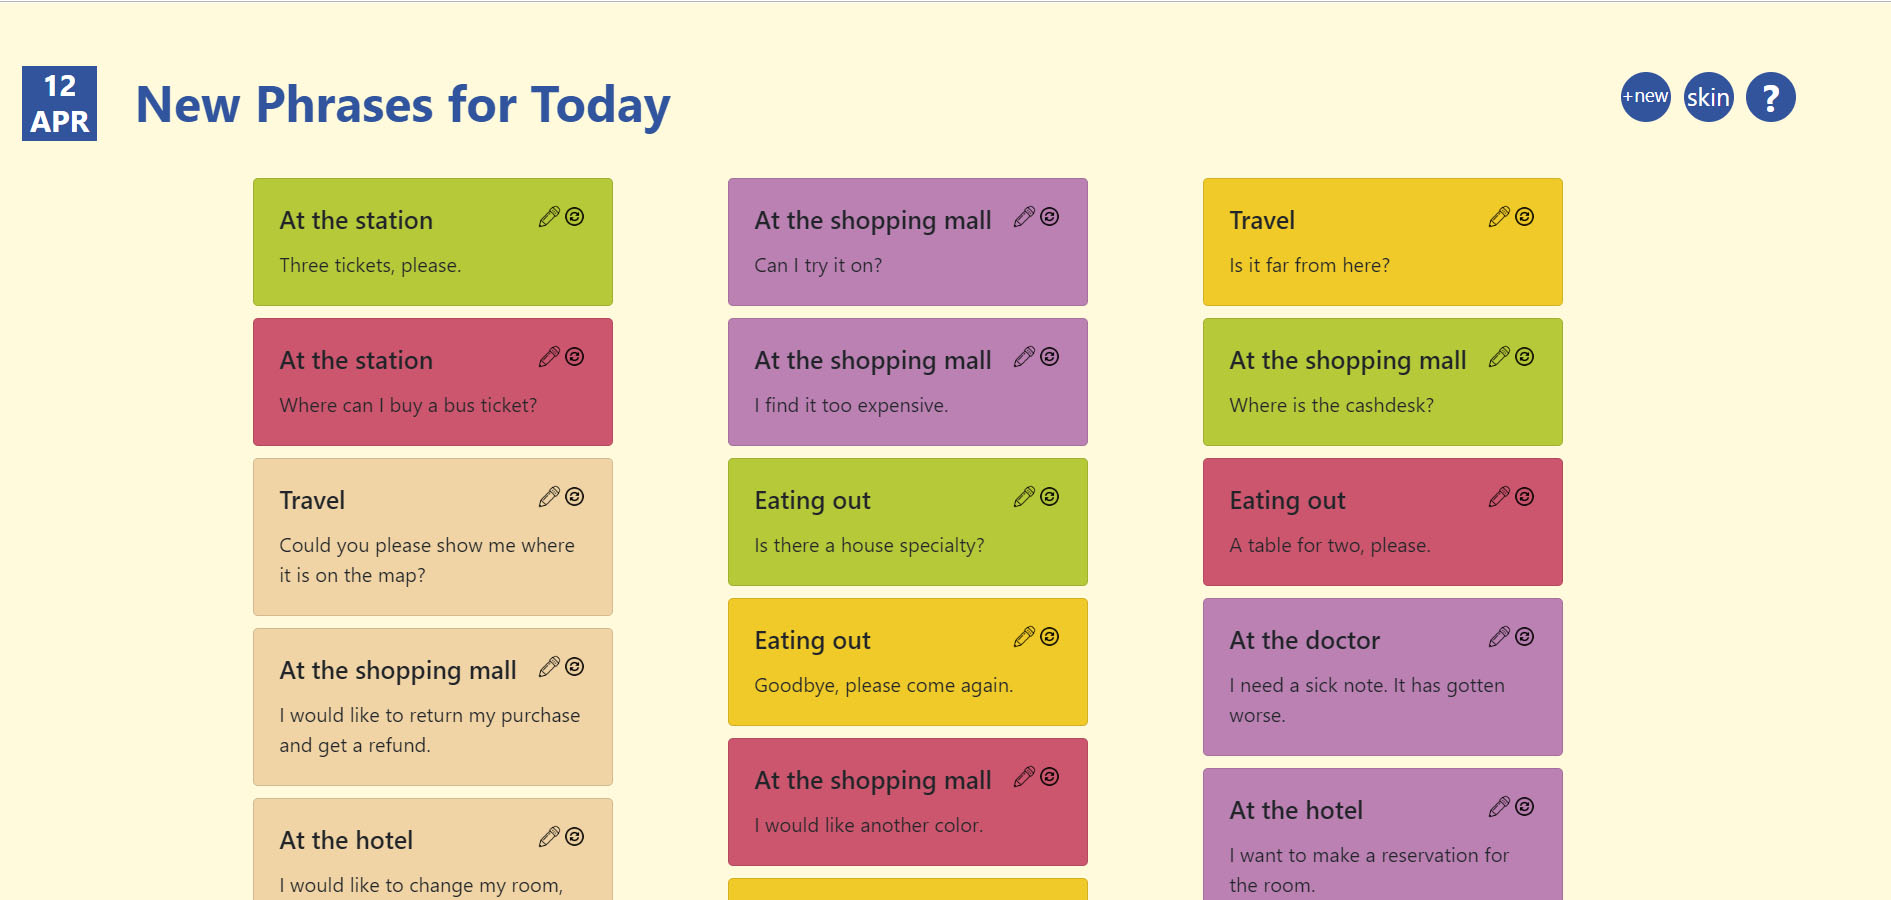 12
APR
New Phrases for Today
+new
skin
?
At the station
Three tickets, please.
At the station
Where can I buy a bus ticket?
Travel
Could you please show me where
it is on the map?
At the shopping mall
I would like to return my purchase
and get a refund.
At the hotel
I would like to change my room,
At the shopping mall
Can I try it on?
At the shopping mall
I find it too expensive.
Eating out
Is there a house specialty?
Eating out
Goodbye, please come again.
At the shopping mall
I would like another color.
Travel
Is it far from here?
At the shopping mall
Where is the cashdesk?
Eating out
A table for two, please.
At the doctor
I need a sick note. It has gotten
worse.
At the hotel
I want to make a reservation for
the room.